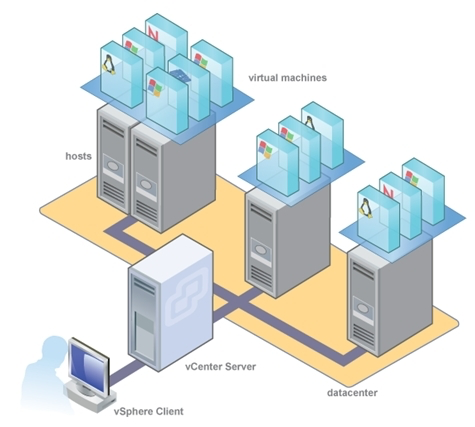 virtual machines
hosts
vCenter Server
datacenter
vSphere Client